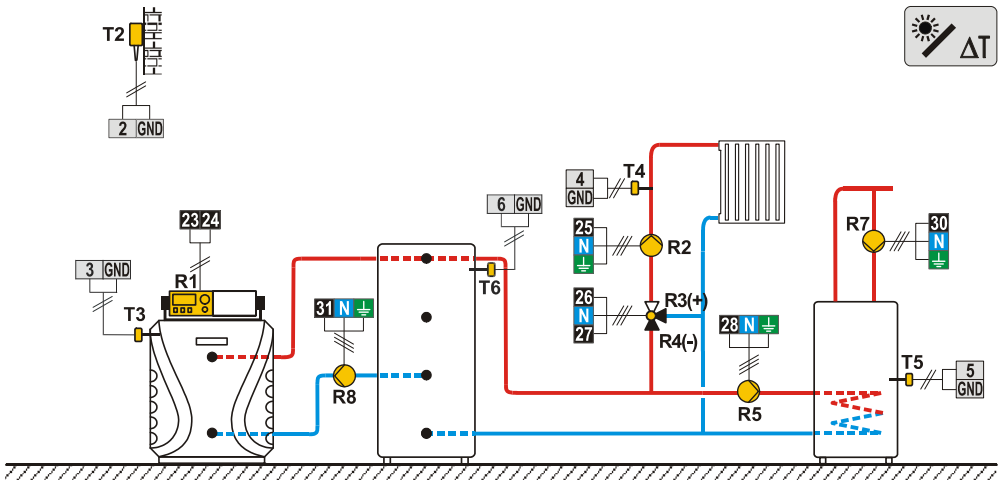 T2
ΔT
2 GND
4 GND
T4
6 GND
23 24
25 N
R2
R7
30 N
3 GND
R1
T6
T3
31 N
26 N 27
R3(+)
R4(-)
28 N
T5
5 GND
R8
R5